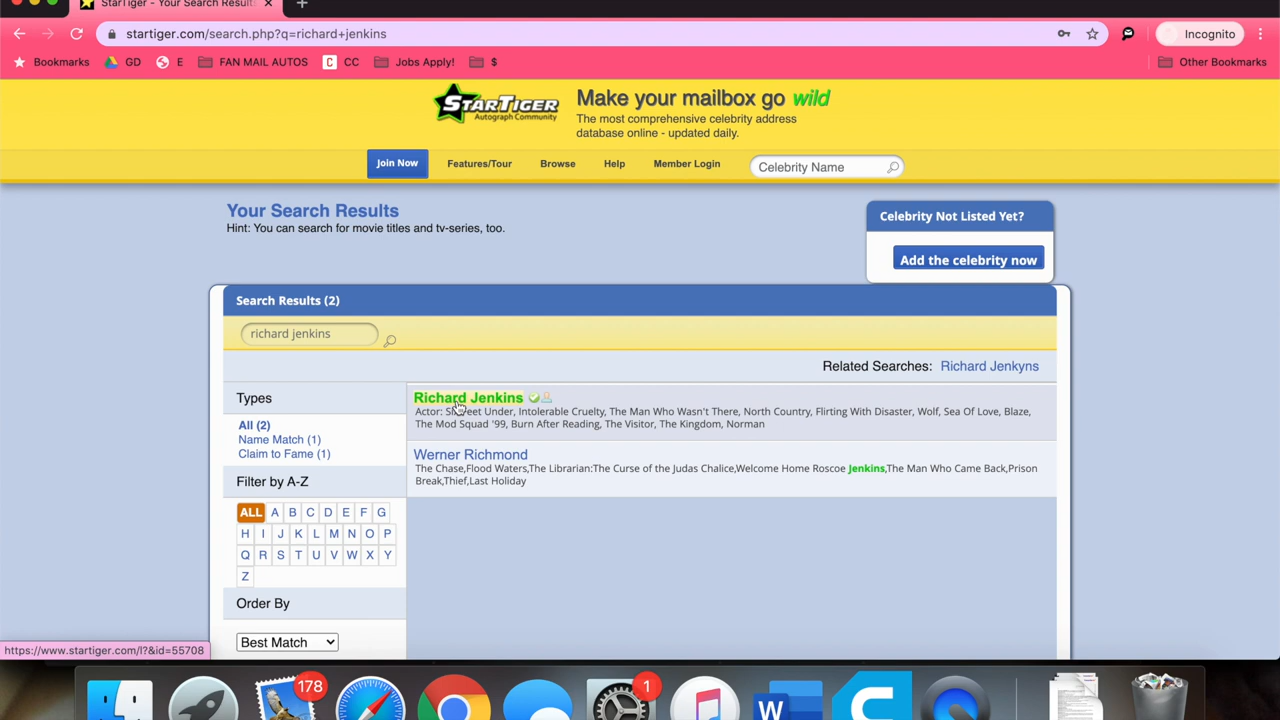 StarTiger - Your Search Result
startiger.com/search.php?q=richard+jenkins
Incognito
Bookmarks GD E FAN MAIL AUTOS CC Jobs Apply! $ Other Bookmarks
STARTIGER
Autograph Community
Make your mailbox go wild
The most comprehensive celebrity address
database online - updated daily.
Join Now Features/Tour Browse Help Member Login Celebrity Name
Your Search Results
Hint: You can search for movie titles and tv-series, too.
Celebrity Not Listed Yet?
Add the celebrity now
Search Results (2)
richard jenkins
Related Searches: Richard Jenkyns
Types
All (2)
Name Match (1)
Claim to Fame (1)
Filter by A-Z
ALL A B C D E F G
H I J K L M N O P
Q R S T U V W X Y
Z
Order By
Best Match
Richard Jenkins
Actor: Under, Intolerable Cruelty, The Man Who Wasn't There, North Country, Flirting With Disaster, Wolf, Sea Of Love, Blaze,
The Mod Squad '99, Burn After Reading, The Visitor, The Kingdom, Norman
Werner Richmond
The Chase,Flood Waters,The Librarian:The Curse of the Judas Chalice,Welcome Home Roscoe Jenkins,The Man Who Came Back,Prison
Break,Thief,Last Holiday
https://www.startiger.com/l?&id=55708
178
1
W